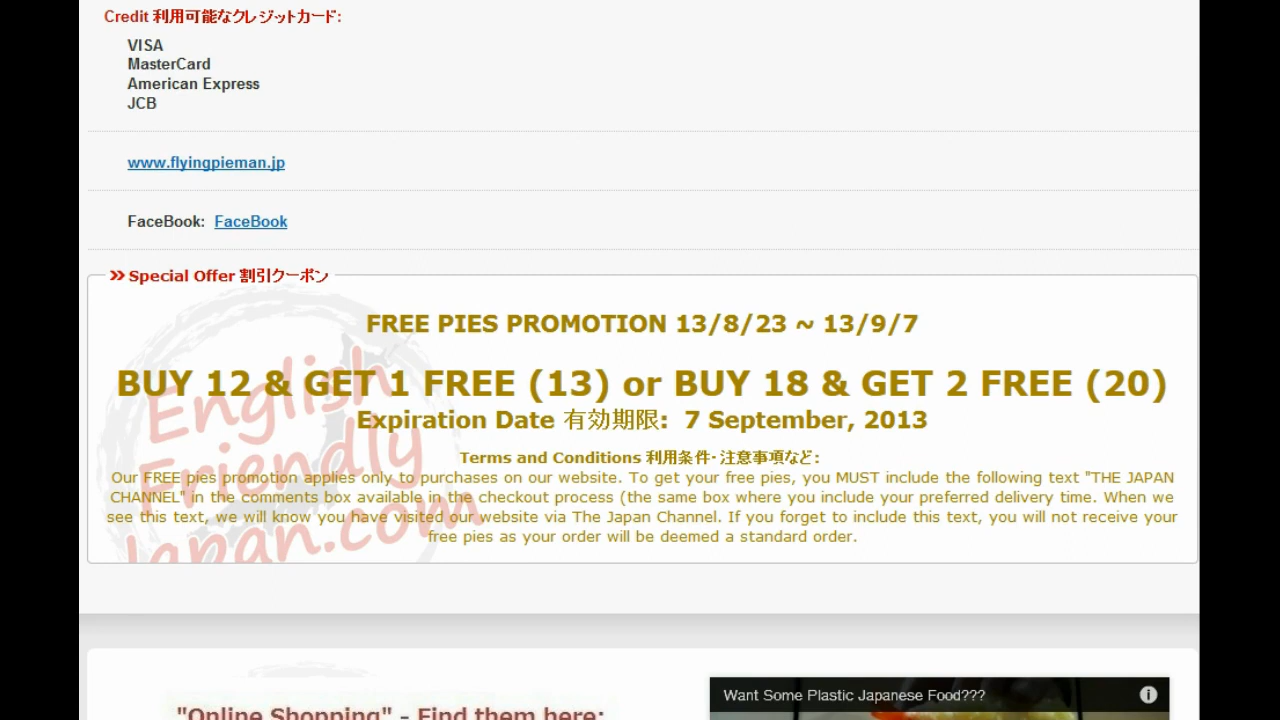 Credit 利用可能なクレジットカード:
VISA
MasterCard
American Express
JCB
www.flyingpieman.jp
FaceBook: FaceBook
Special Offer 割引クーポン
FREE PIES PROMOTION 13/8/23 ~ 13/9/7
BUY 12 & GET 1 FREE (13) or BUY 18 & GET 2 FREE (20)
Expiration Date 有効期限: 7 September, 2013
Terms and Conditions 利用条件・注意事項など:
Our FREE pies promotion applies only to purchases on our website. To get your free pies, you MUST include the following text "THE JAPAN
CHANNEL" in the comments box available in the checkout process (the same box where you include your preferred delivery time. When we
see this text, we will know you have visited our website via The Japan Channel. If you forget to include this text, you will not receive your
free pies as your order will be deemed a standard order.
English
Friendly
Japan.com
"Online Shopping" - Find them here:
Want Some Plastic Japanese Food???